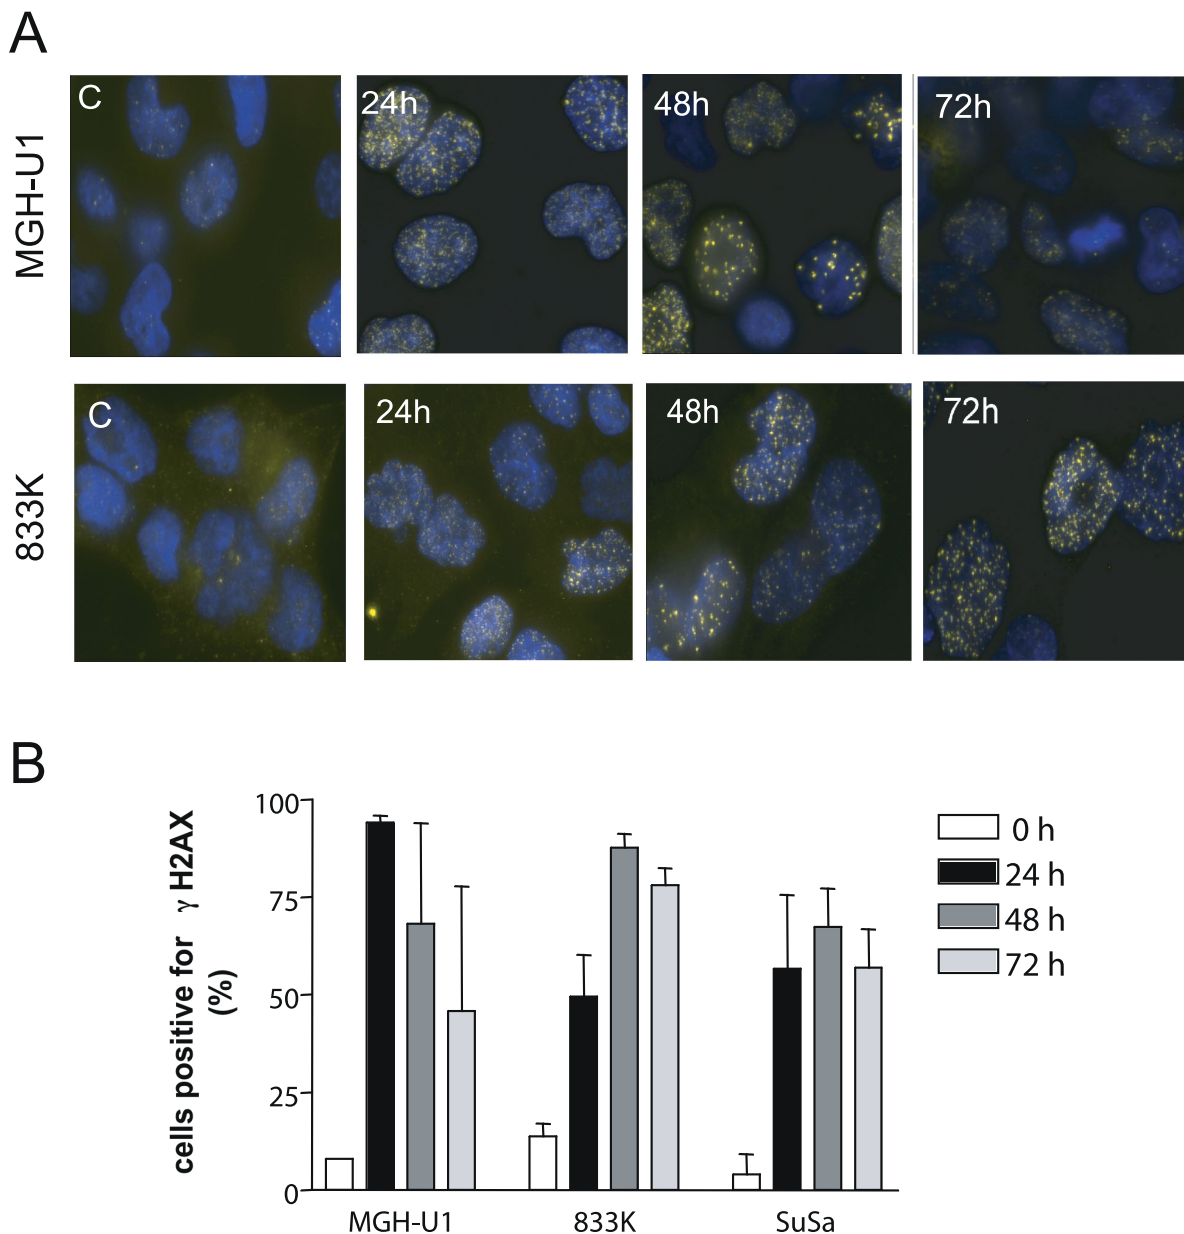 A
MGH-U1
C
24h
48h
72h
833K
C
24h
48h
72h
B
cells positive for γ H2AX
(%)
100
75
50
25
0
MGH-U1
833K
SuSa
0 h
24 h
48 h
72 h